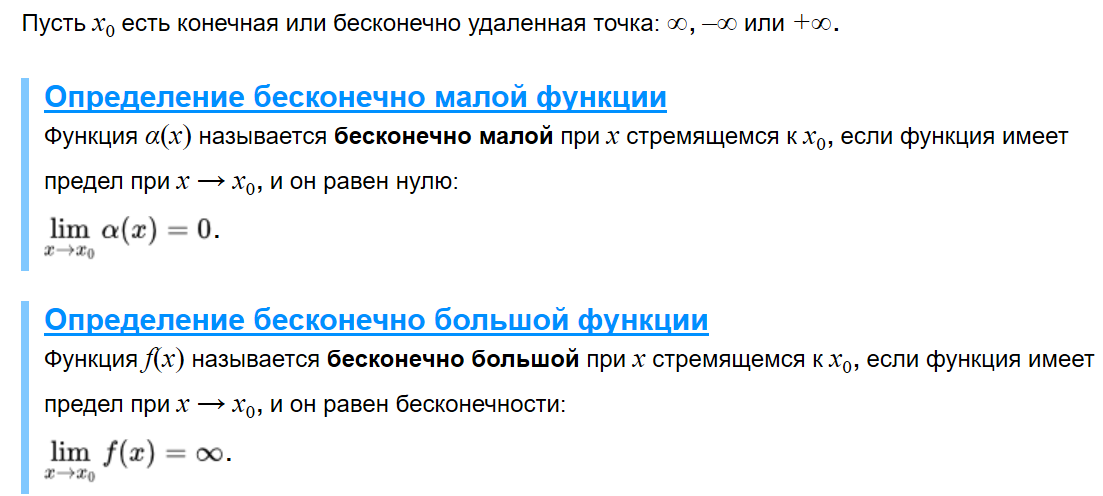 Пусть x₀ есть конечная или бесконечно удаленная точка: ∞, –∞ или +∞.
Определение бесконечно малой функции
Функция α(x) называется бесконечно малой при x стремящемся к x₀, если функция имеет
предел при x → x₀, и он равен нулю:
lim α(x) = 0.
x→x₀
Определение бесконечно большой функции
Функция f(x) называется бесконечно большой при x стремящемся к x₀, если функция имеет
предел при x → x₀, и он равен бесконечности:
lim f(x) = ∞.
x→x₀